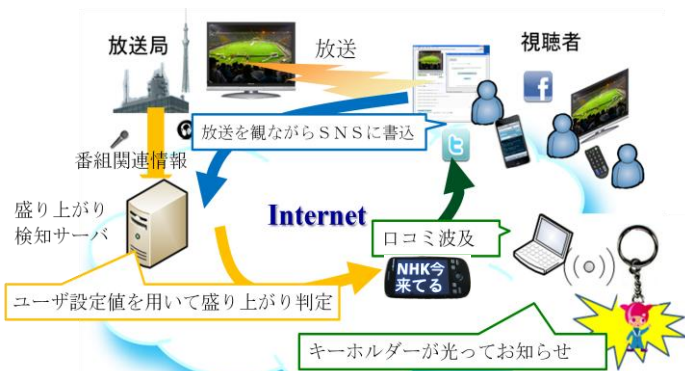 放送局
放送
視聴者
放送を観ながらＳＮＳに書込
番組関連情報
盛り上がり
検知サーバ
Internet
口コミ波及
NHK今
来てる
ユーザ設定値を用いて盛り上がり判定
キーホルダーが光ってお知らせ